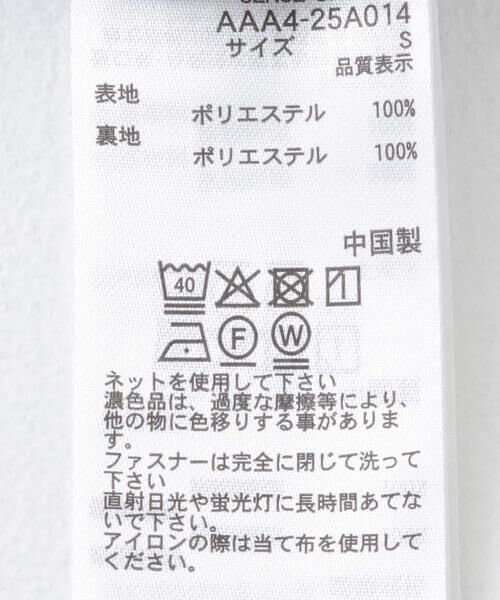 AAA4-25A014
サイズ S
品質表示
表地
ポリエステル 100%
裏地
ポリエステル 100%
中国製
40
F W
ネットを使用して下さい
濃色品は、過度な摩擦等により、
他の物に色移りする事がありま
す。
ファスナーは完全に閉じて洗って
下さい
直射日光や蛍光灯に長時間あてな
いで下さい。
アイロンの際は当て布を使用して
ください。